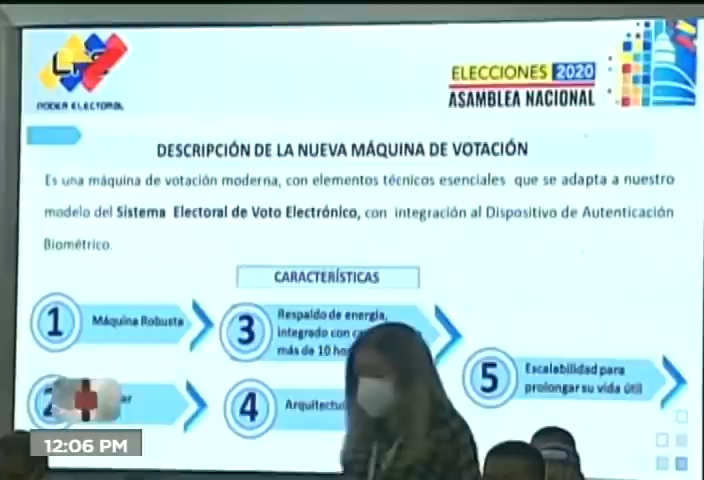 PODER ELECTORAL
ELECCIONES 2020
ASAMBLEA NACIONAL
DESCRIPCIÓN DE LA NUEVA MÁQUINA DE VOTACIÓN
Es una máquina de votación moderna, con elementos técnicos esenciales que se adapta a nuestro
modelo del Sistema Electoral de Voto Electrónico, con integración al Dispositivo de Autenticación
Biométrico.
CARACTERÍSTICAS
1 Máquina Robusta
2
3 Respaldo de energía,
integrado con
más de 10
4
5 Escalabilidad para
prolongar su vida útil
12:06 PM